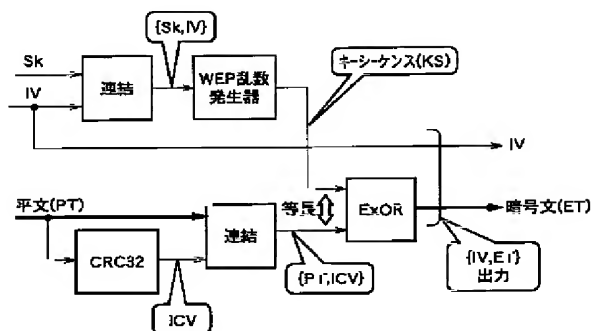 {Sk,IV}
Sk
IV
連結
WEP乱数
発生器
キーシーケンス(KS)
IV
平文(PT)
等長
ExOR
暗号文(ET)
連結
CRC32
ICV
{PT,ICV}
{IV,ET}
出力